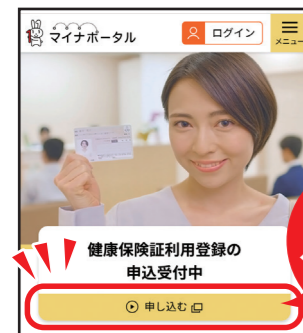 マイナポータル
ログイン
メニュー
健康保険証利用登録の
申込受付中
申し込む